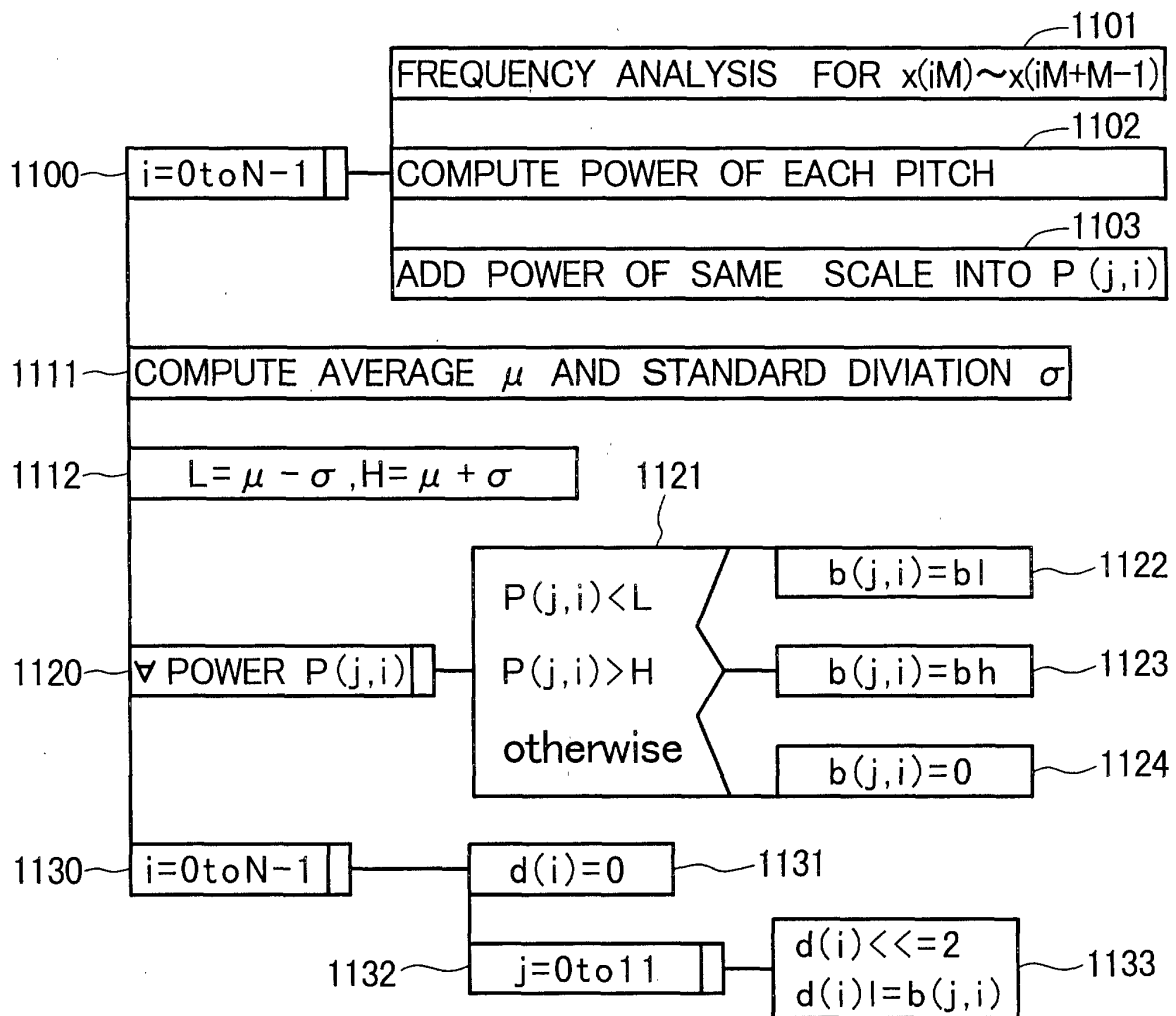 1101
FREQUENCY ANALYSIS FOR x(iM)～x(iM+M-1)
1102
1100
i=0toN-1
COMPUTE POWER OF EACH PITCH
1103
ADD POWER OF SAME SCALE INTO P (j,i)
1111
COMPUTE AVERAGE μ AND STANDARD DIVIATION σ
1112
L=μ-σ,H=μ+σ
1121
P(j,i)<L
b(j,i)=bl
1122
1120
∀ POWER P(j,i)
P(j,i)>H
b(j,i)=bh
1123
otherwise
b(j,i)=0
1124
1130
i=0toN-1
d(i)=0
1131
1132
j=0to11
d(i)<<=2
d(i)l=b(j,i)
1133